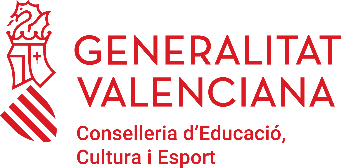 GENERALITAT
VALENCIANA
Conselleria d'Educació,
Cultura i Esport